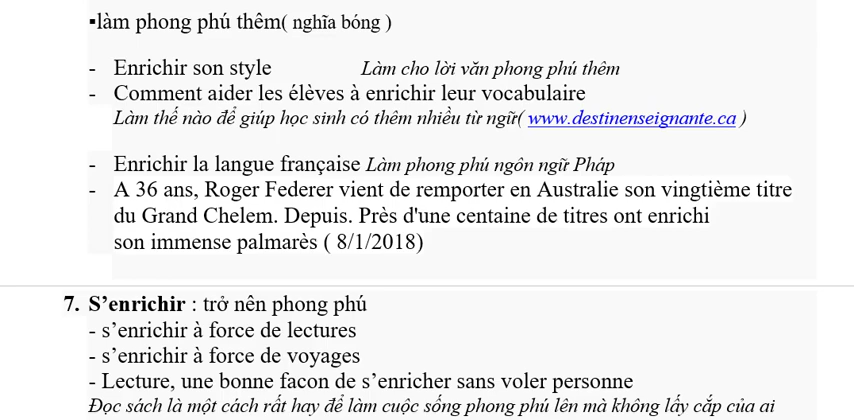 ▪làm phong phú thêm( nghĩa bóng )
- Enrichir son style Làm cho lời văn phong phú thêm
- Comment aider les élèves à enrichir leur vocabulaire
Làm thế nào để giúp học sinh có thêm nhiều từ ngữ( www.destinenseignante.ca )
- Enrichir la langue française Làm phong phú ngôn ngữ Pháp
- A 36 ans, Roger Federer vient de remporter en Australie son vingtième titre
du Grand Chelem. Depuis. Près d'une centaine de titres ont enrichi
son immense palmarès ( 8/1/2018)
7. S’enrichir : trở nên phong phú
- s’enrichir à force de lectures
- s’enrichir à force de voyages
- Lecture, une bonne facon de s’enricher sans voler personne
Đọc sách là một cách rất hay để làm cuộc sống phong phú lên mà không lấy cắp của ai